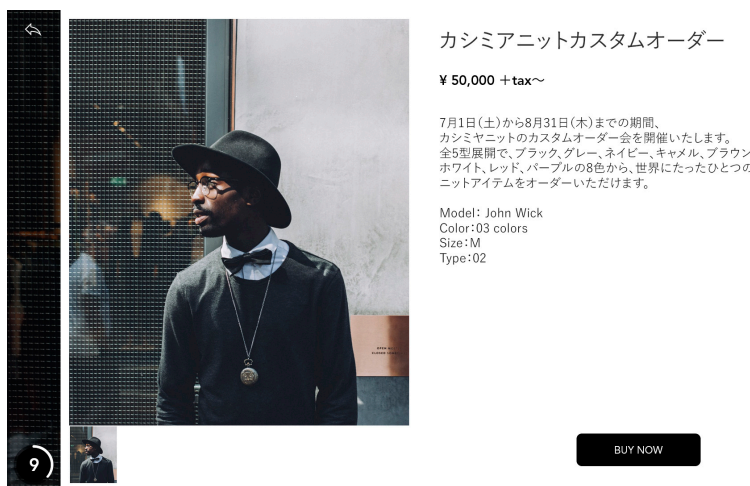 カシミアニットカスタムオーダー
¥ 50,000 ＋tax〜
7月1日（土）から8月31日（木）までの期間、
カシミヤニットのカスタムオーダー会を開催いたします。
全5型展開で、ブラック、グレー、ネイビー、キャメル、ブラウン
ホワイト、レッド、パープルの8色から、世界にたったひとつの
ニットアイテムをオーダーいただけます。
Model： John Wick
Color：03 colors
Size：M
Type：02
9
BUY NOW